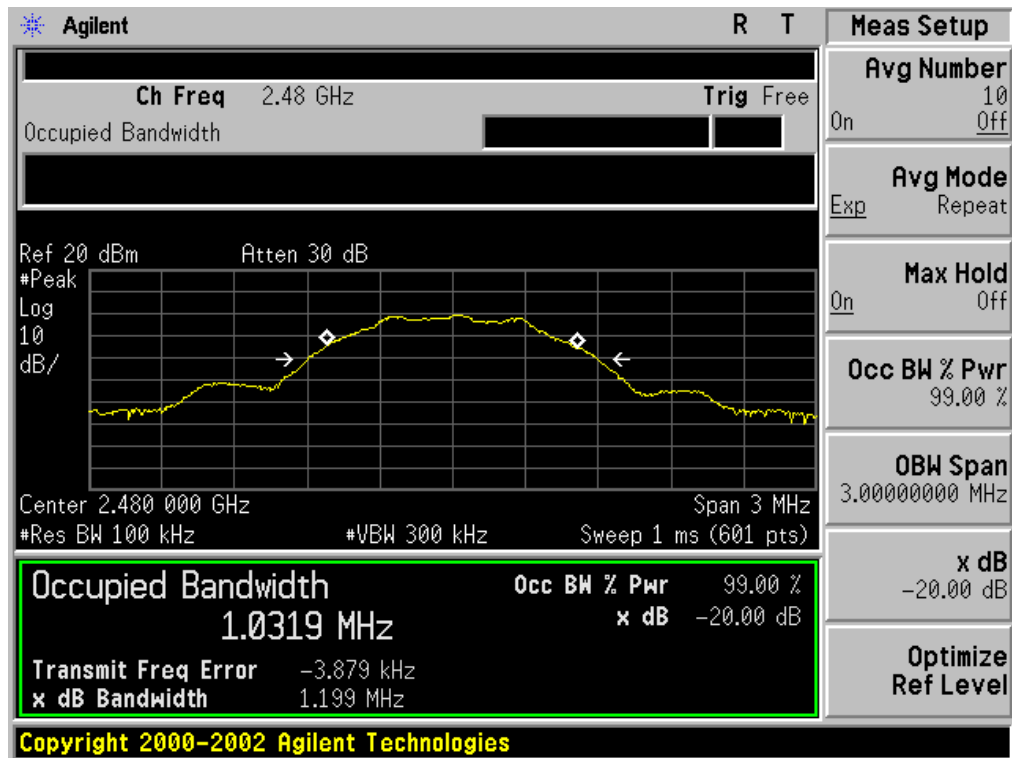 Agilent R T
Ch Freq 2.48 GHz Trig Free
Occupied Bandwidth
Ref 20 dBm Atten 30 dB
#Peak
Log
10
dB/
Center 2.480 000 GHz Span 3 MHz
#Res BW 100 kHz #VBW 300 kHz Sweep 1 ms (601 pts)
Occupied Bandwidth Occ BW % Pwr 99.00 %
1.0319 MHz x dB -20.00 dB
Transmit Freq Error -3.879 kHz
x dB Bandwidth 1.199 MHz
Copyright 2000-2002 Agilent Technologies
Meas Setup
Avg Number
10
On Off
Avg Mode
Exp Repeat
Max Hold
On Off
Occ BW % Pwr
99.00 %
OBW Span
3.00000000 MHz
x dB
-20.00 dB
Optimize
Ref Level